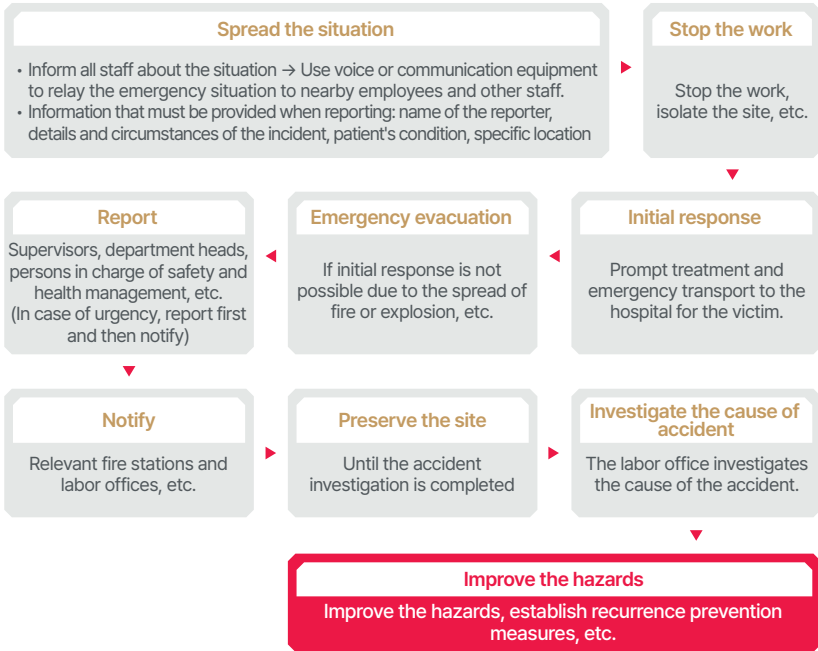 Spread the situation
• Inform all staff about the situation → Use voice or communication equipment
to relay the emergency situation to nearby employees and other staff.
• Information that must be provided when reporting: name of the reporter,
details and circumstances of the incident, patient's condition, specific location
Stop the work
Stop the work,
isolate the site, etc.
Initial response
Prompt treatment and
emergency transport to the
hospital for the victim.
Emergency evacuation
If initial response is not
possible due to the spread of
fire or explosion, etc.
Report
Supervisors, department heads,
persons in charge of safety and
health management, etc.
(In case of urgency, report first
and then notify)
Notify
Relevant fire stations and
labor offices, etc.
Preserve the site
Until the accident
investigation is completed
Investigate the cause of
accident
The labor office investigates
the cause of the accident.
Improve the hazards
Improve the hazards, establish recurrence prevention
measures, etc.